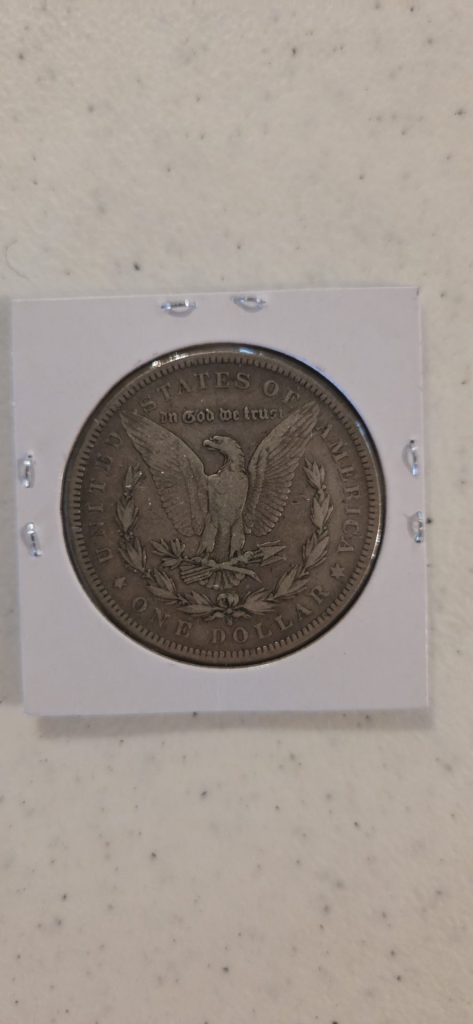 UNITED STATES OF AMERICA
In God we trust
S
ONE DOLLAR